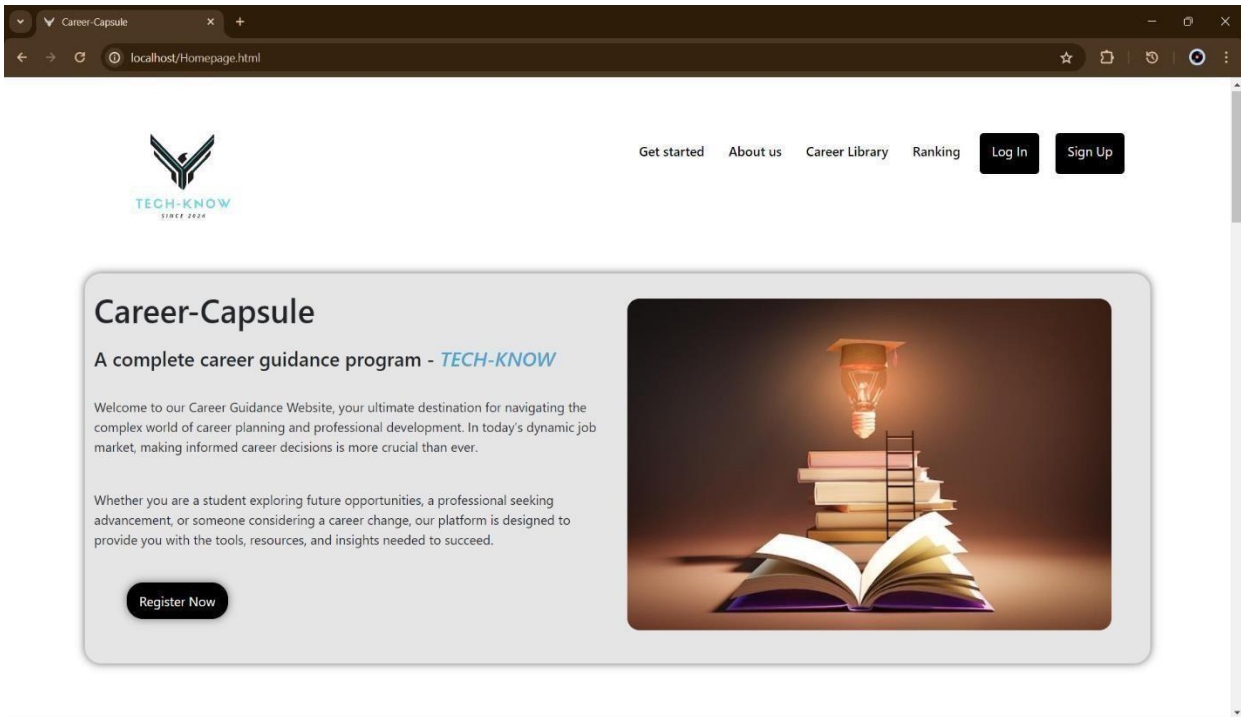 Career-Capsule
localhost/Homepage.html
Get started About us Career Library Ranking Log In Sign Up
TECH-KNOW
SINCE 2024
Career-Capsule
A complete career guidance program - TECH-KNOW
Welcome to our Career Guidance Website, your ultimate destination for navigating the
complex world of career planning and professional development. In today's dynamic job
market, making informed career decisions is more crucial than ever.
Whether you are a student exploring future opportunities, a professional seeking
advancement, or someone considering a career change, our platform is designed to
provide you with the tools, resources, and insights needed to succeed.
Register Now